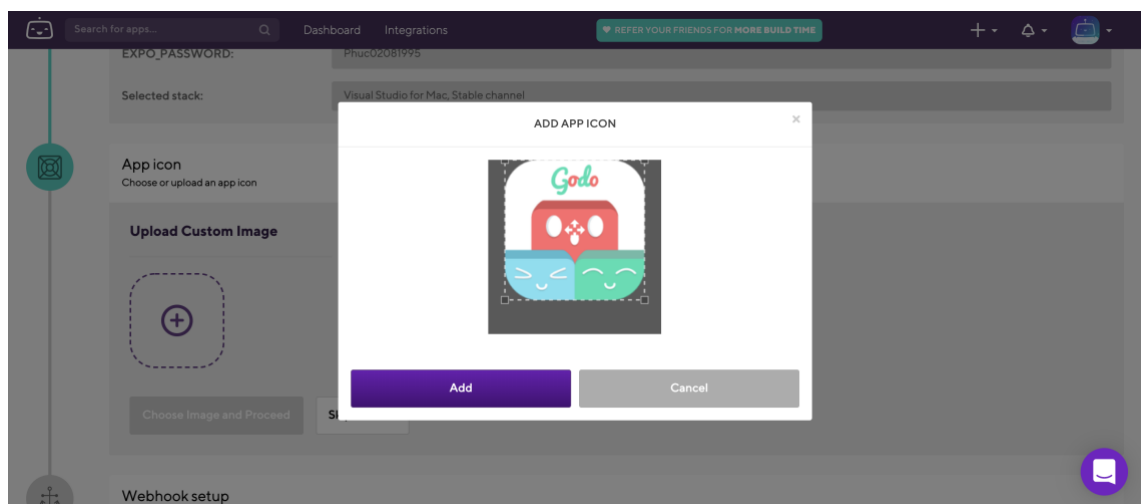 Search for apps...
Dashboard
Integrations
REFER YOUR FRIENDS FOR MORE BUILD TIME
EXPO_PASSWORD:
Phuc02081995
Selected stack:
Visual Studio for Mac, Stable channel
ADD APP ICON
App icon
Choose or upload an app icon
Godo
Upload Custom Image
Add
Cancel
Choose Image and Proceed
Webhook setup